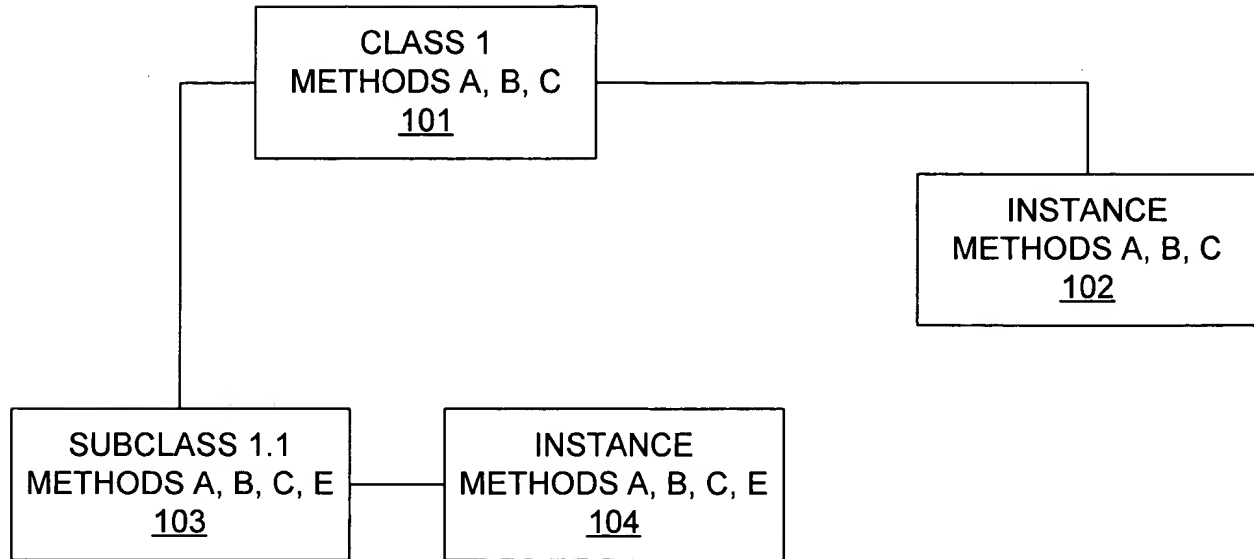 CLASS 1
METHODS A, B, C
101
INSTANCE
METHODS A, B, C
102
SUBCLASS 1.1
METHODS A, B, C, E
103
INSTANCE
METHODS A, B, C, E
104